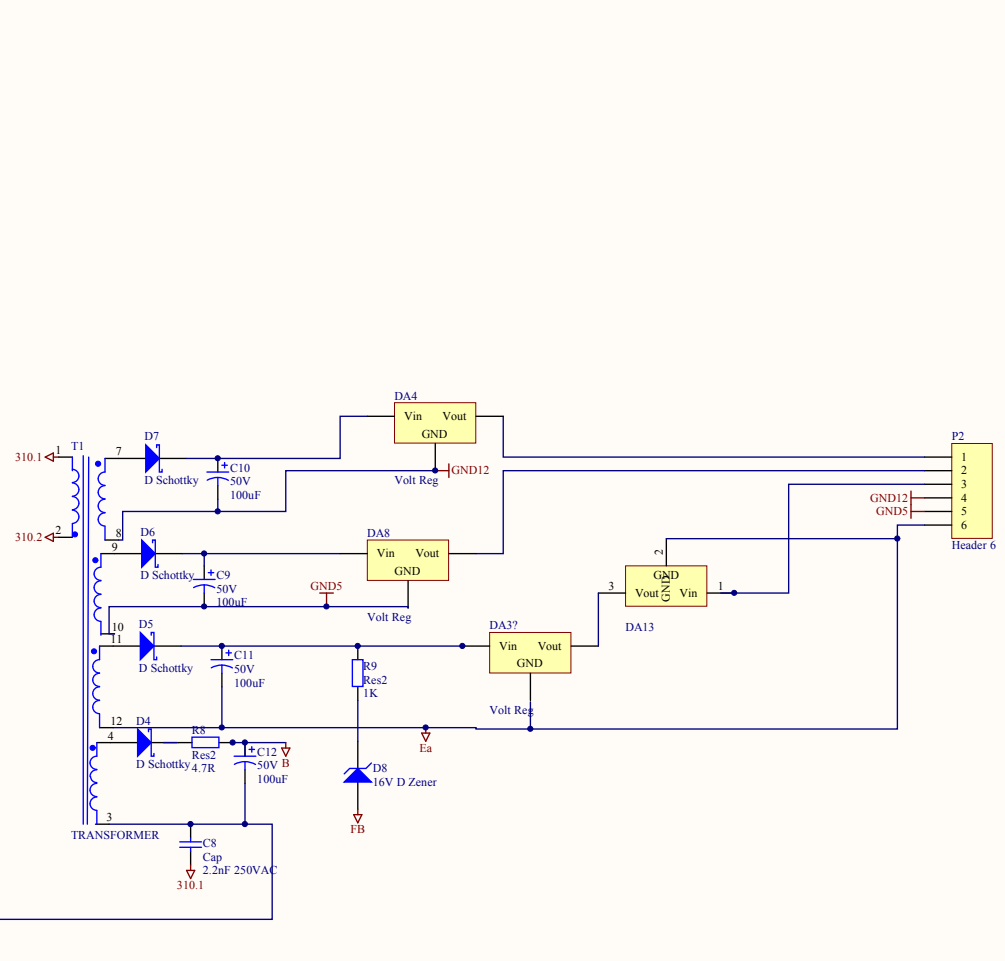 DA4
Vin Vout
GND
Volt Reg
GND12
T1
310.1
1
310.2
2
D7
7
D Schottky
+
C10
50V
100uF
8
D6
9
D Schottky
+
C9
50V
100uF
10
DA8
Vin Vout
GND
Volt Reg
GND5
D5
11
D Schottky
+
C11
50V
100uF
12
R9
Res2
1K
DA3?
Vin Vout
GND
Volt Reg
Ea
2
GND
GND
3
Vout Vin
1
DA13
P2
1
2
3
4
5
6
GND12
GND5
Header 6
D4
4
D Schottky
R8
Res2
4.7R
+
C12
50V
100uF
B
D8
16V D Zener
FB
3
TRANSFORMER
C8
Cap
2.2nF 250VAC
310.1